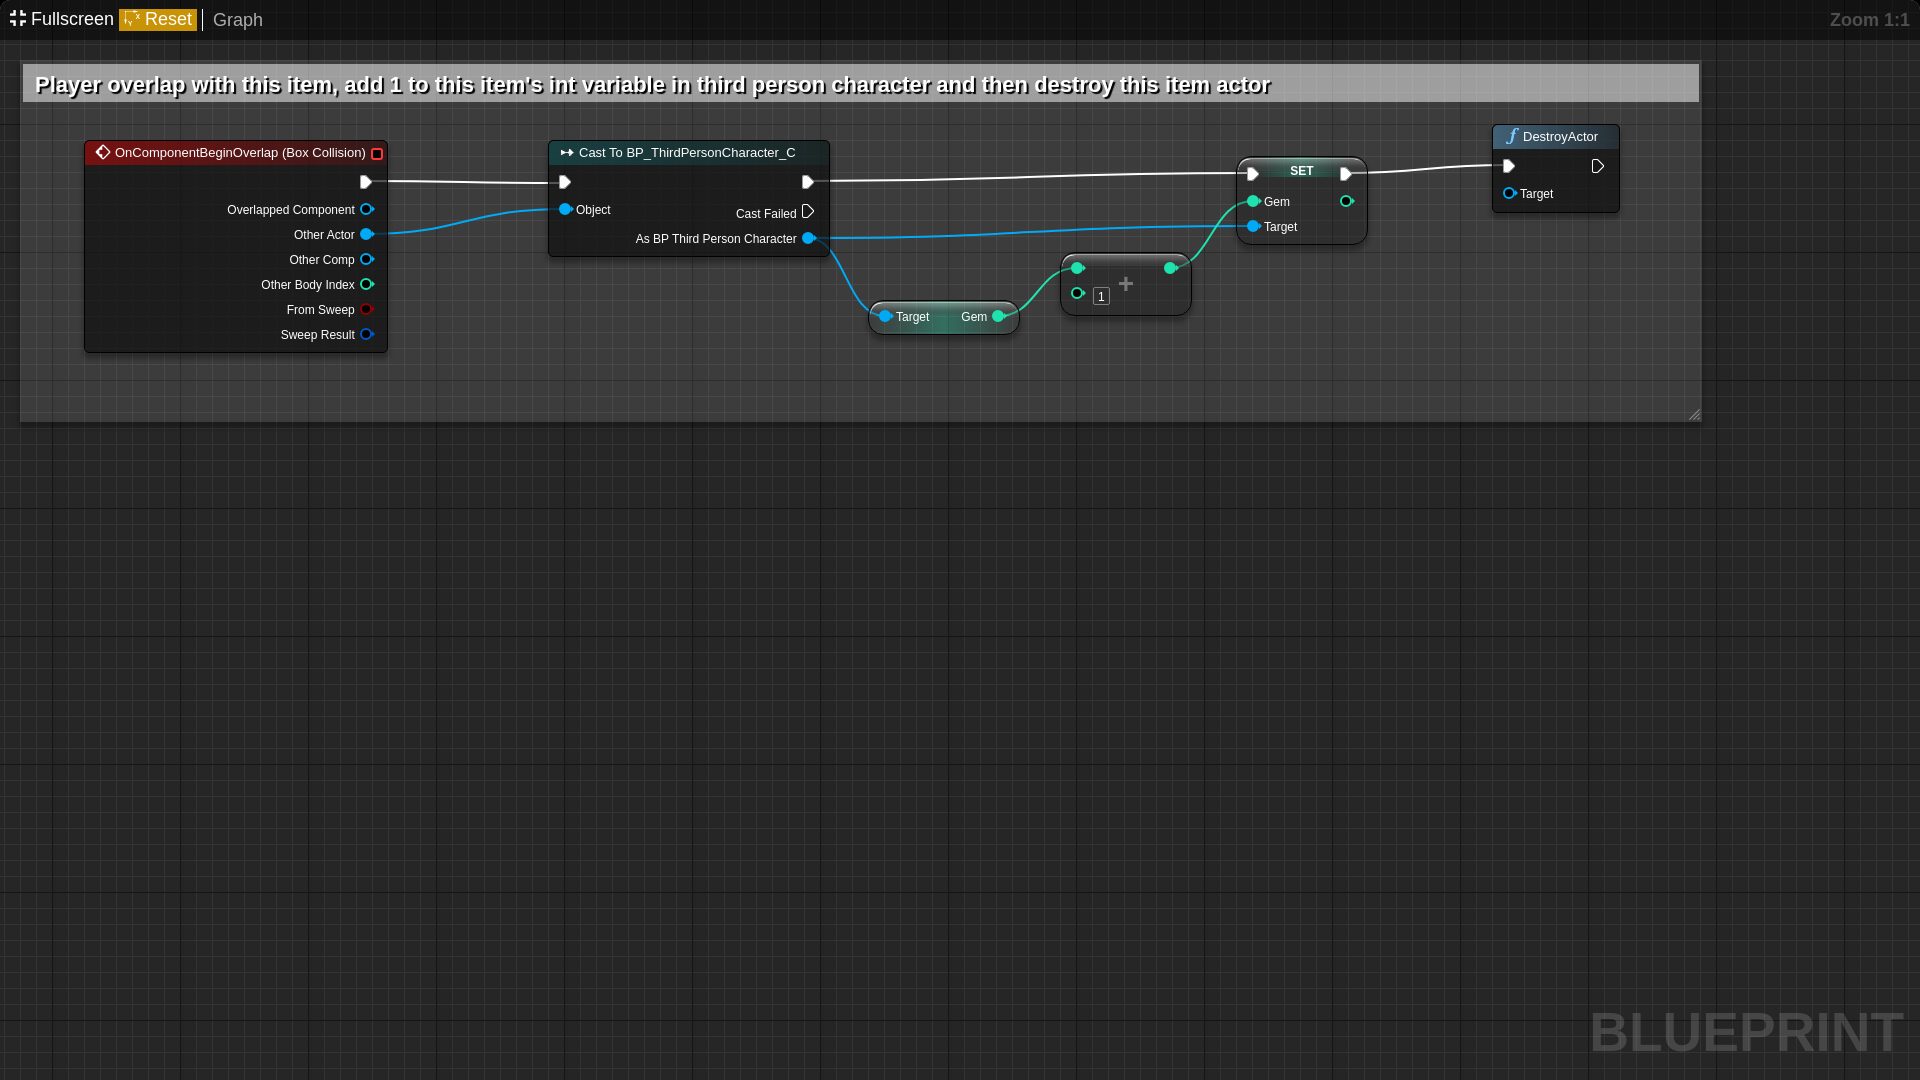 Fullscreen Reset Graph Zoom 1:1
Player overlap with this item, add 1 to this item's int variable in third person character and then destroy this item actor
OnComponentBeginOverlap (Box Collision)
Overlapped Component
Other Actor
Other Comp
Other Body Index
From Sweep
Sweep Result
Cast To BP_ThirdPersonCharacter_C
Object
Cast Failed
As BP Third Person Character
Target Gem
1 +
SET
Gem
Target
f DestroyActor
Target
BLUEPRINT